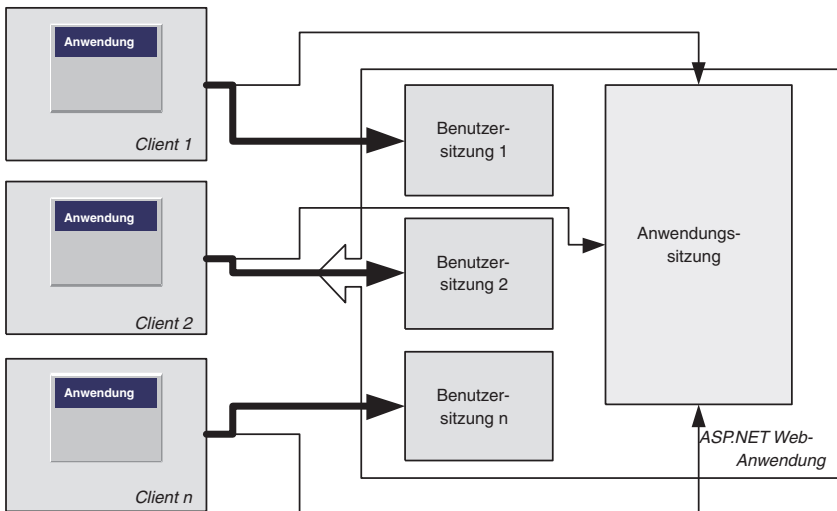 Anwendung
Client 1
Benutzer-
sitzung 1
Anwendung
Client 2
Benutzer-
sitzung 2
Anwendungs-
sitzung
Anwendung
Client n
Benutzer-
sitzung n
ASP.NET Web-
Anwendung